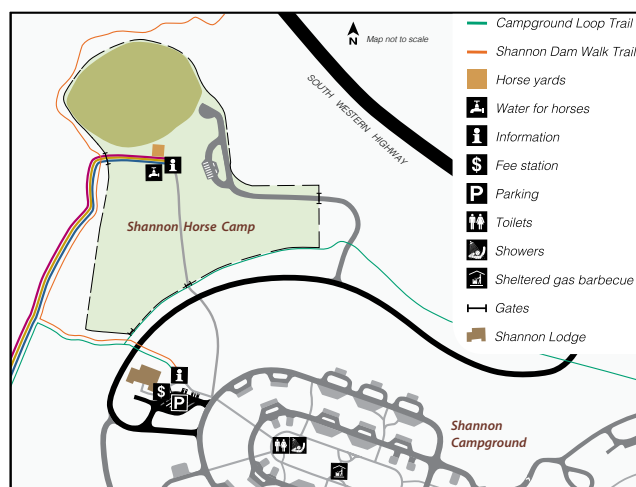 N
Map not to scale
SOUTH WESTERN HIGHWAY
Campground Loop Trail
Shannon Dam Walk Trail
Horse yards
Water for horses
i
Information
$
Fee station
P
Parking
Toilets
Showers
Sheltered gas barbecue
Gates
Shannon Lodge
i
Shannon Horse Camp
i
$
P
Shannon
Campground